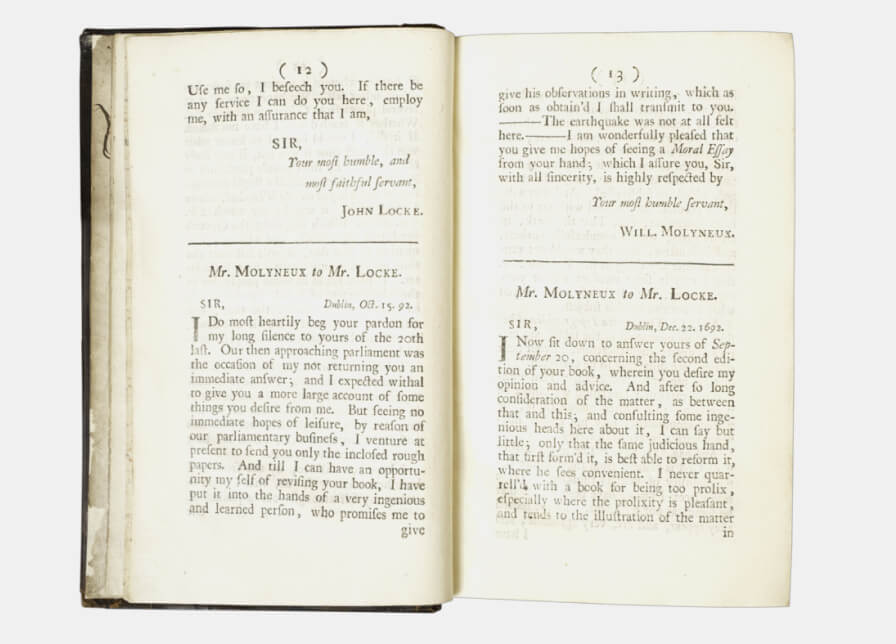 ( 12 )
Uſe me ſo, I beſeech you. If there be
any ſervice I can do you here, employ
me, with an aſſurance that I am,
SIR,
Your moſt humble, and
moſt faithful ſervant,
JOHN LOCKE.
Mr. MOLYNEUX to Mr. LOCKE.
SIR, Dublin, Oct. 15. 92.
I Do moſt heartily beg your pardon for
my long ſilence to yours of the 20th
laſt. Our then approaching parliament was
the occaſion of my not returning you an
immediate anſwer; and I expected withal
to give you a more large account of ſome
things you deſire from me. But ſeeing no
immediate hopes of leiſure, by reaſon of
our parliamentary buſineſs, I venture at
preſent to ſend you only the incloſed rough
papers. And till I can have an opportu-
nity my ſelf of reviſing your book, I have
put it into the hands of a very ingenious
and learned perſon, who promiſes me to
give
( 13 )
give his obſervations in writing, which as
ſoon as obtain'd I ſhall tranſmit to you.
——The earthquake was not at all felt
here.——I am wonderfully pleaſed that
you give me hopes of ſeeing a Moral Eſſay
from your hand; which I aſſure you, Sir,
with all ſincerity, is highly reſpected by
Your moſt humble ſervant,
WILL. MOLYNEUX.
Mr. MOLYNEUX to Mr. LOCKE.
SIR, Dublin, Dec. 22. 1692.
I Now ſit down to anſwer yours of Sep-
tember 20, concerning the ſecond edi-
tion of your book, wherein you deſire my
opinion and advice. And after ſo long
conſideration of the matter, as between
that and this; and conſulting ſome inge-
nious heads here about it, I can ſay but
little; only that the ſame judicious hand,
that firſt form'd it, is beſt able to reform it,
where he ſees convenient. I never quar-
rell'd with a book for being too prolix,
eſpecially where the prolixity is pleaſant,
and tends to the illuſtration of the matter
in